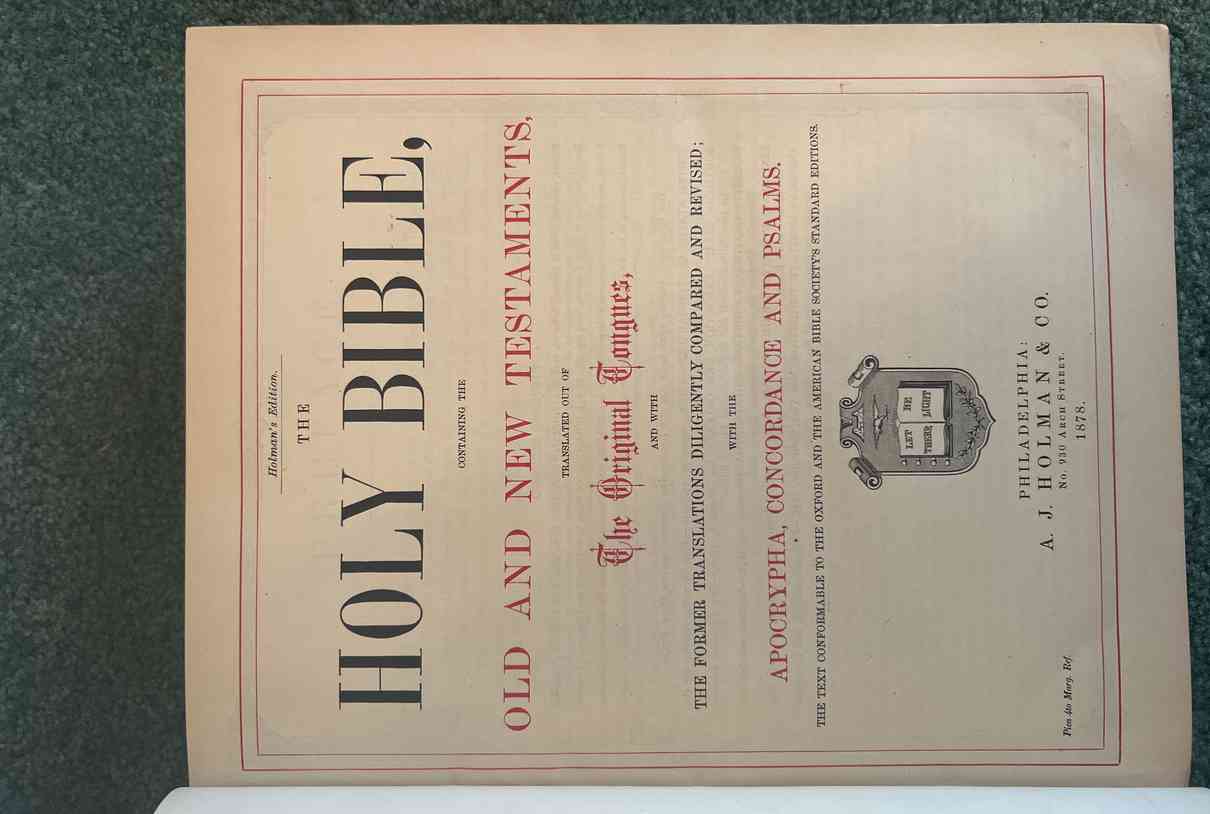 Holman's Edition.
THE
HOLY BIBLE,
CONTAINING THE
OLD AND NEW TESTAMENTS,
TRANSLATED OUT OF
The Original Tongues,
AND WITH
THE FORMER TRANSLATIONS DILIGENTLY COMPARED AND REVISED;
WITH THE
APOCRYPHA, CONCORDANCE AND PSALMS.
THE TEXT CONFORMABLE TO THE OXFORD AND THE AMERICAN BIBLE SOCIETY'S STANDARD EDITIONS.
LET BE
THERE LIGHT
PHILADELPHIA:
A. J. HOLMAN & CO.
No. 930 ARCH STREET.
1878.
Pica 4to Marg. Ref.